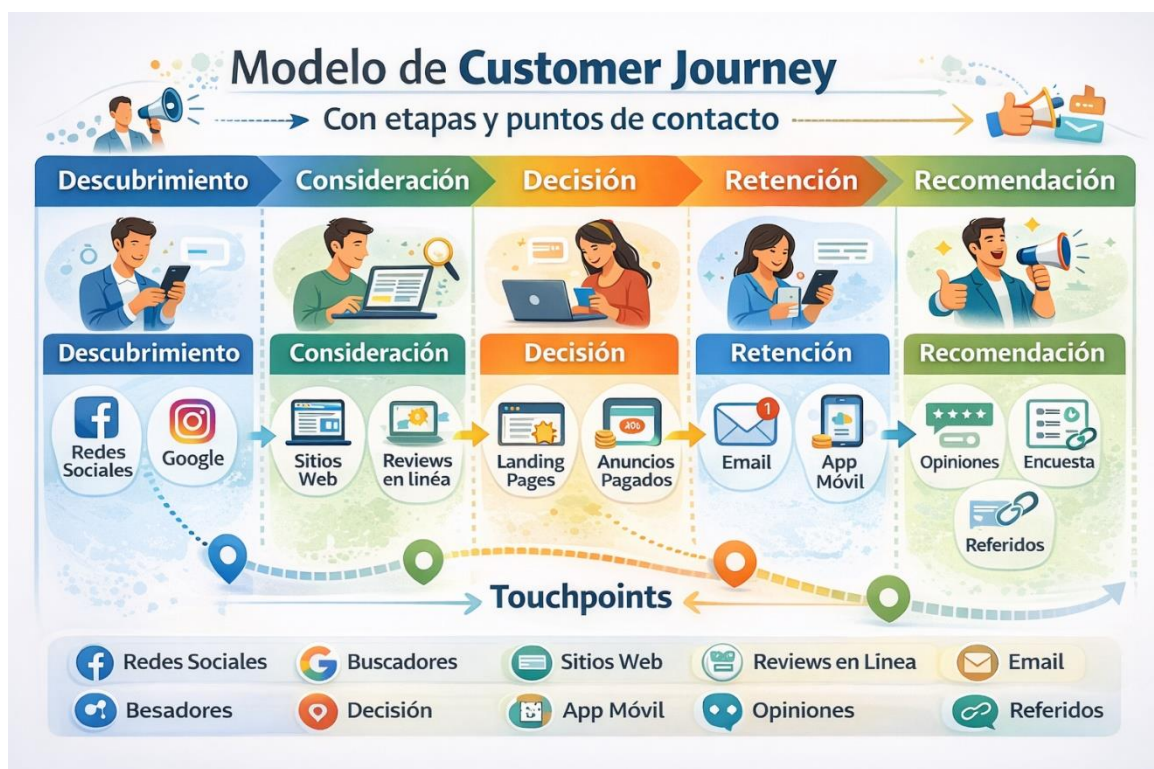 Modelo de Customer Journey
Con etapas y puntos de contacto
Descubrimiento
Consideración
Decisión
Retención
Recomendación
Descubrimiento
Redes
Sociales
Google
Consideración
Sitios
Web
Reviews
en linéa
Decisión
Landing
Pages
Anuncios
Pagados
Retención
1
Email
App
Móvil
Recomendación
Opiniones
Encuesta
Referidos
Touchpoints
Redes Sociales
Buscadores
Sitios Web
Reviews en Linea
Email
Besadores
Decisión
App Móvil
Opiniones
Referidos